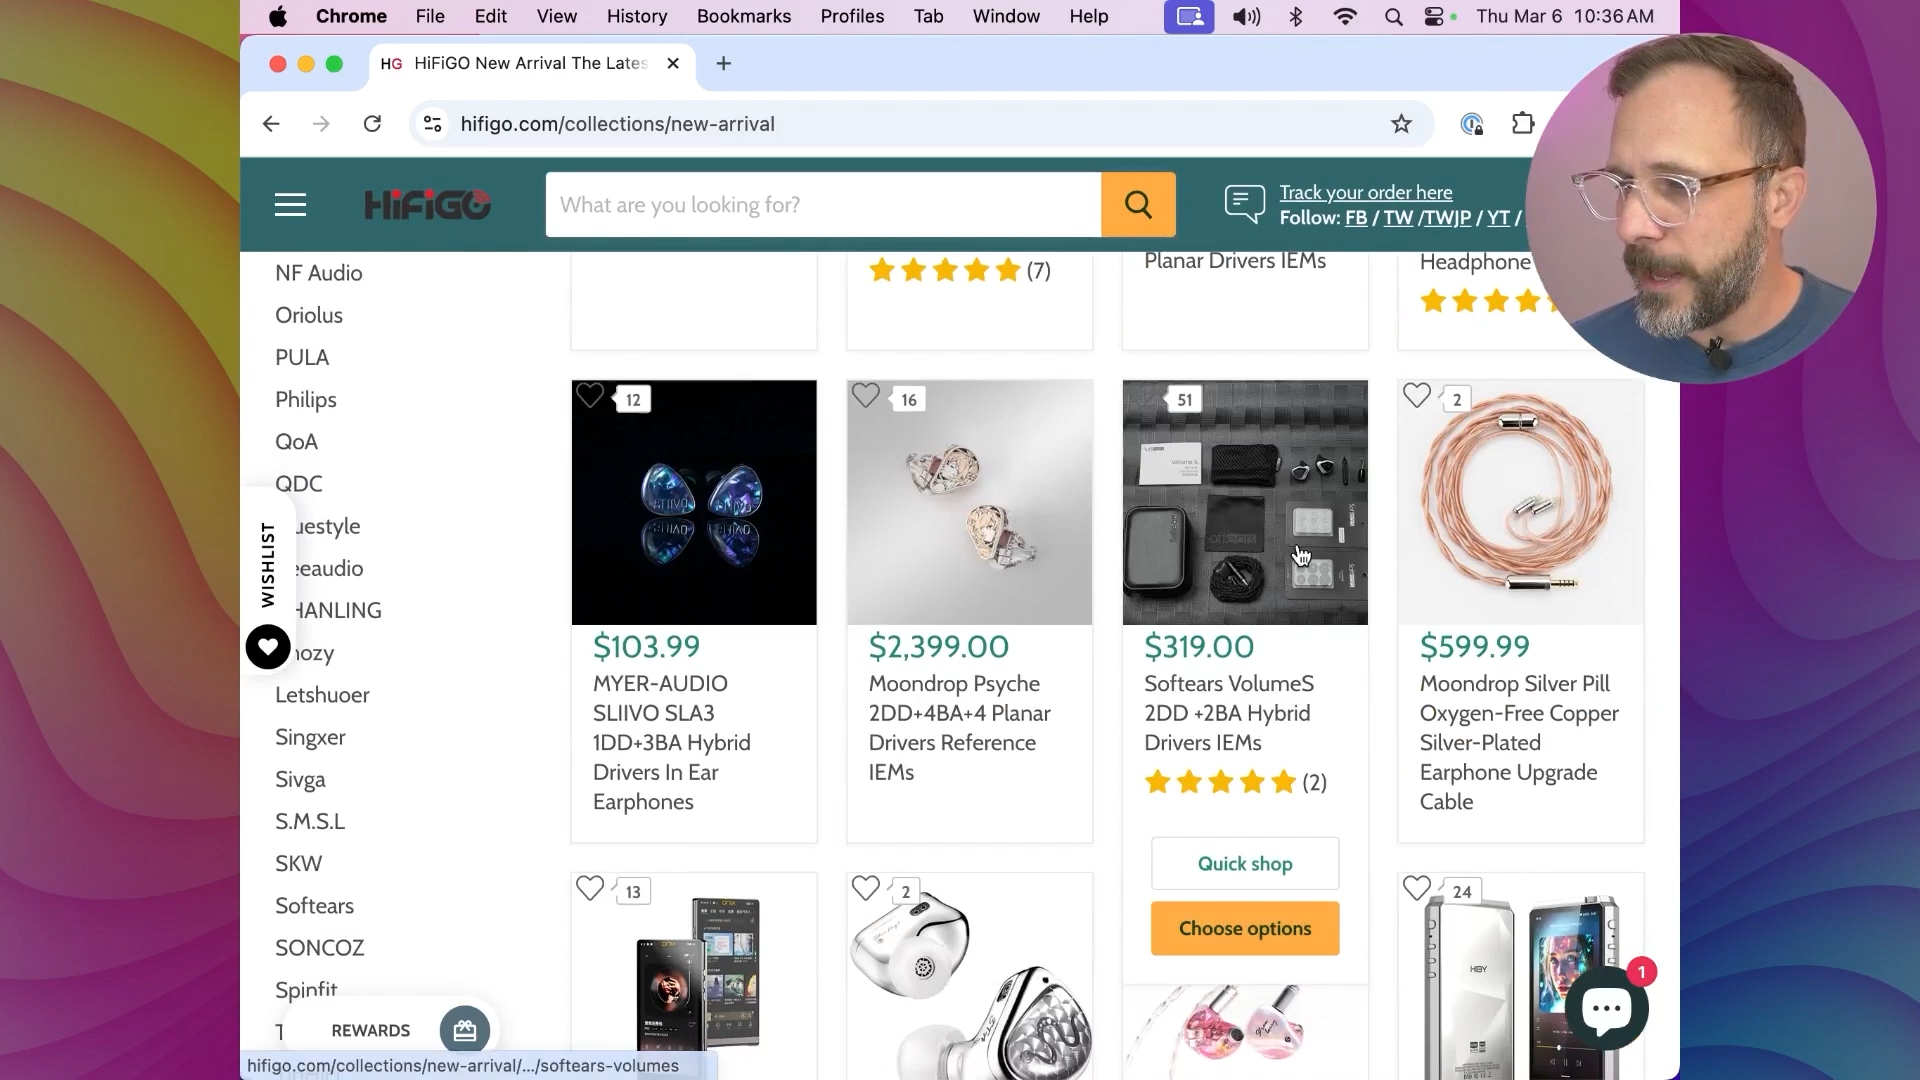 Chrome File Edit View History Bookmarks Profiles Tab Window Help Thu Mar 6 10:36 AM
HG HiFiGO New Arrival The Lates
hifigo.com/collections/new-arrival
HiFiGO
What are you looking for?
Track your order here
Follow: FB / TW /TWJP / YT /
NF Audio
Oriolus
PULA
Philips
QoA
QDC
uestyle
eeaudio
HANLING
nozy
Letshuoer
Singxer
Sivga
S.M.S.L
SKW
Softears
SONCOZ
Spinfit
T
WISHLIST
REWARDS
(7)
Planar Drivers IEMs
Headphone
12
$103.99
MYER-AUDIO
SLIIVO SLA3
1DD+3BA Hybrid
Drivers In Ear
Earphones
16
$2,399.00
Moondrop Psyche
2DD+4BA+4 Planar
Drivers Reference
IEMs
51
$319.00
Softears VolumeS
2DD +2BA Hybrid
Drivers IEMs
(2)
Quick shop
Choose options
2
$599.99
Moondrop Silver Pill
Oxygen-Free Copper
Silver-Plated
Earphone Upgrade
Cable
13
2
24
HiBY
1
hifigo.com/collections/new-arrival/.../softears-volumes